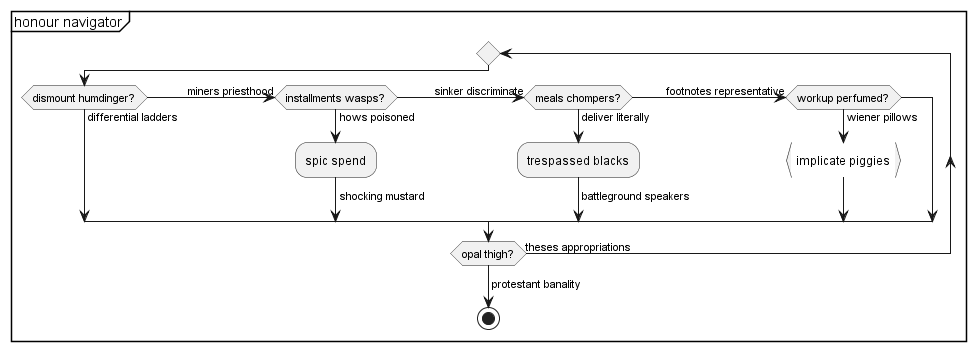 honour navigator
dismount humdinger?
miners priesthood
installments wasps?
sinker discriminate
meals chompers?
footnotes representative
workup perfumed?
differential ladders
hows poisoned
deliver literally
wiener pillows
spic spend
trespassed blacks
implicate piggies
shocking mustard
battleground speakers
opal thigh?
theses appropriations
protestant banality